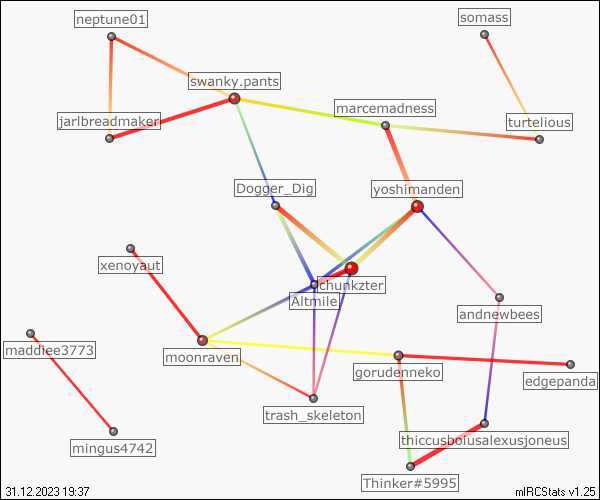 neptune01
somass
swanky.pants
marcemadness
jarlbreadmaker
turtelious
Dogger_Dig
yoshimanden
xenoyaut
chunkzter
Altmile
andnewbees
maddiee3773
moonraven
gorudenneko
edgepanda
trash_skeleton
thiccusbolusalexusjoneus
mingus4742
Thinker#5995
31.12.2023 19:37
mIRCStats v1.25